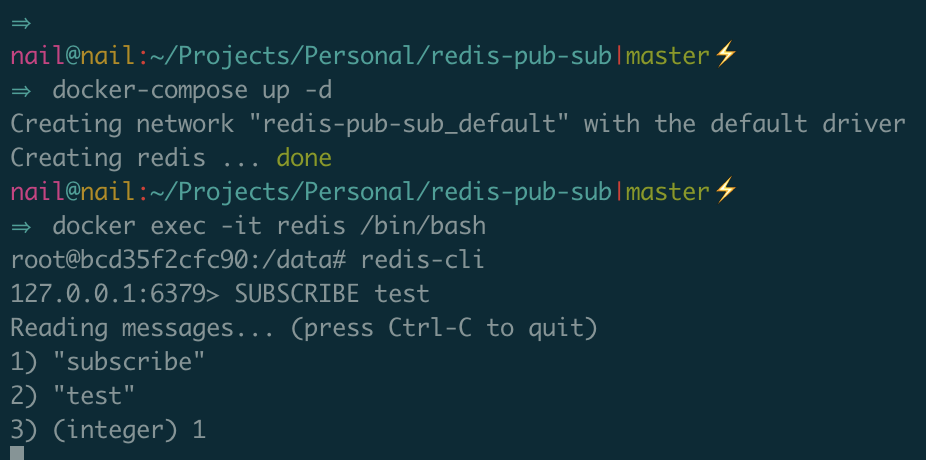 ⇒
nail@nail:~/Projects/Personal/redis-pub-sub|master⚡
⇒ docker-compose up -d
Creating network "redis-pub-sub_default" with the default driver
Creating redis ... done
nail@nail:~/Projects/Personal/redis-pub-sub|master⚡
⇒ docker exec -it redis /bin/bash
root@bcd35f2cfc90:/data# redis-cli
127.0.0.1:6379> SUBSCRIBE test
Reading messages... (press Ctrl-C to quit)
1) "subscribe"
2) "test"
3) (integer) 1